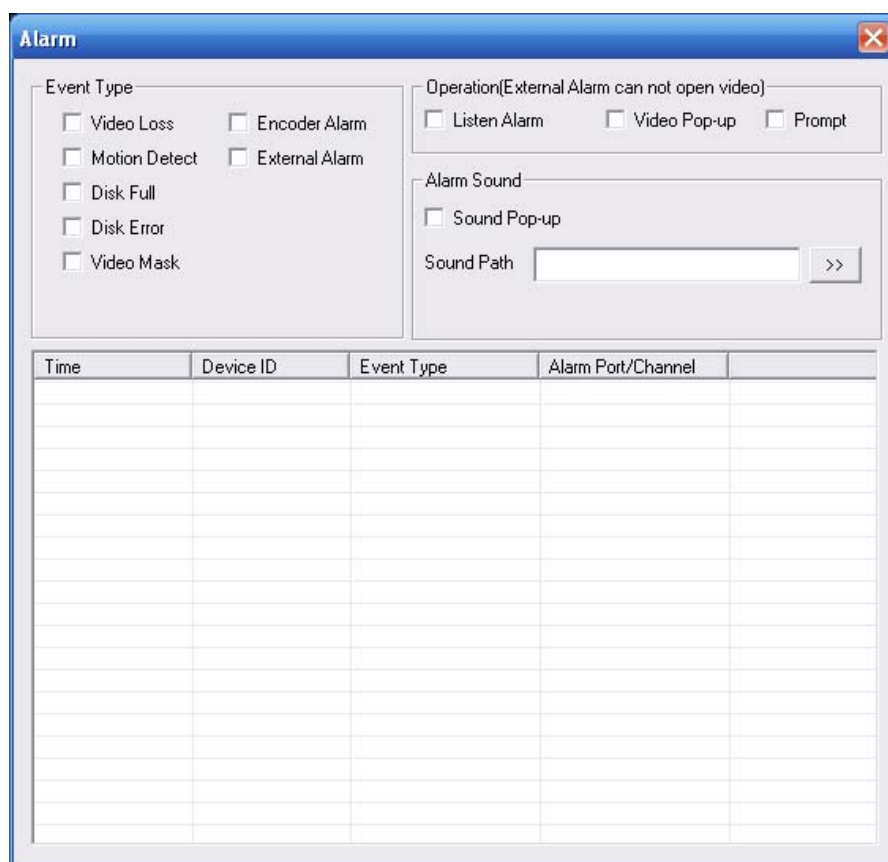 Alarm
Event Type
Video Loss Encoder Alarm
Motion Detect External Alarm
Disk Full
Disk Error
Video Mask
Operation(External Alarm can not open video)
Listen Alarm Video Pop-up Prompt
Alarm Sound
Sound Pop-up
Sound Path >>
Time Device ID Event Type Alarm Port/Channel